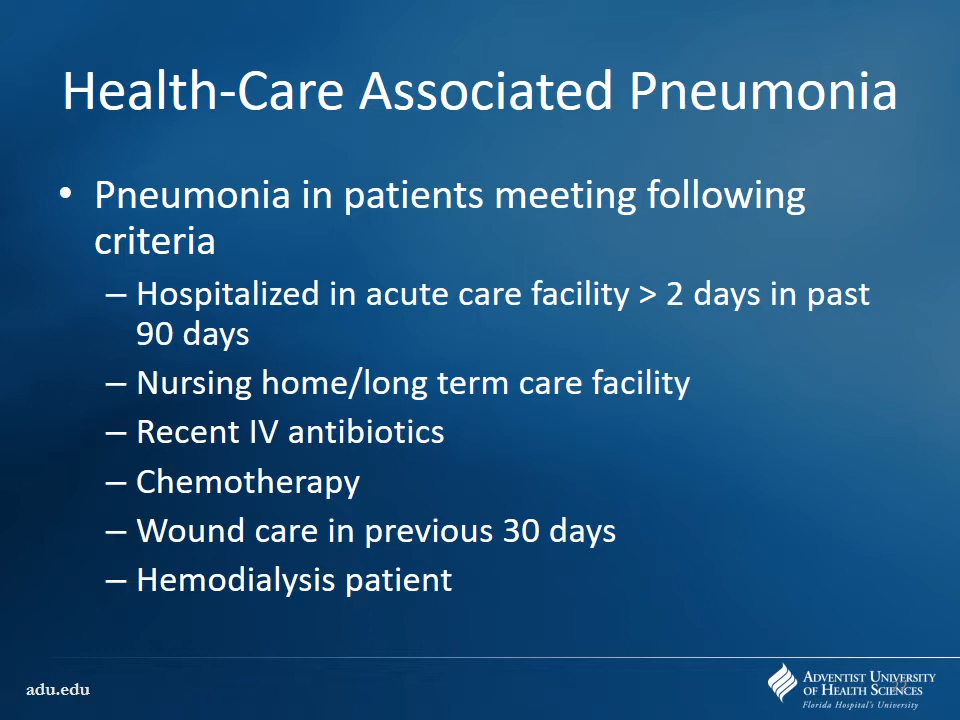 Health-Care Associated Pneumonia
• Pneumonia in patients meeting following
criteria
– Hospitalized in acute care facility > 2 days in past
90 days
– Nursing home/long term care facility
– Recent IV antibiotics
– Chemotherapy
– Wound care in previous 30 days
– Hemodialysis patient
adu.edu
Adventist University
of Health Sciences
Florida Hospital's University